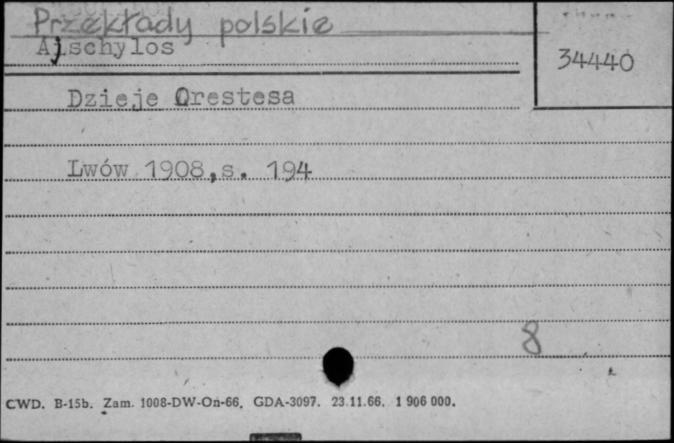 Przekłady polskie
Ajschylos
34440
Dzieje Orestesa
Lwów 1908,s. 194
8
CWD. B-15b. Zam. 1008-DW-On-66. GDA-3097. 23.11.66. 1 906 000.